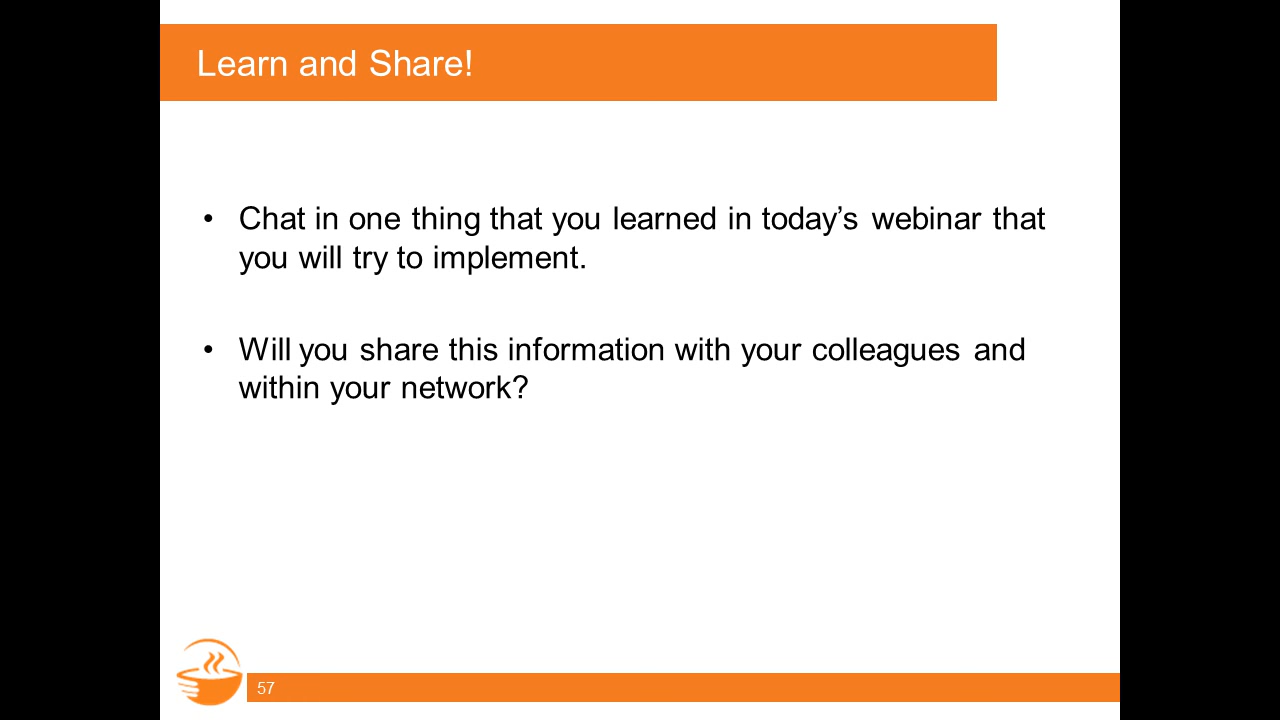 Learn and Share!
• Chat in one thing that you learned in today’s webinar that
you will try to implement.
• Will you share this information with your colleagues and
within your network?
57